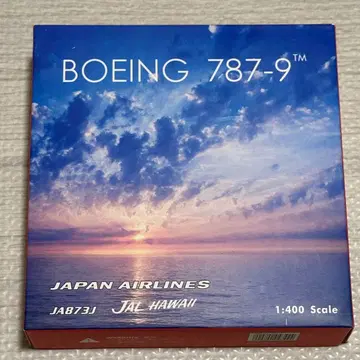 BOEING 787-9™
JAPAN AIRLINES
JA873J JAL HAWAII
1:400 Scale